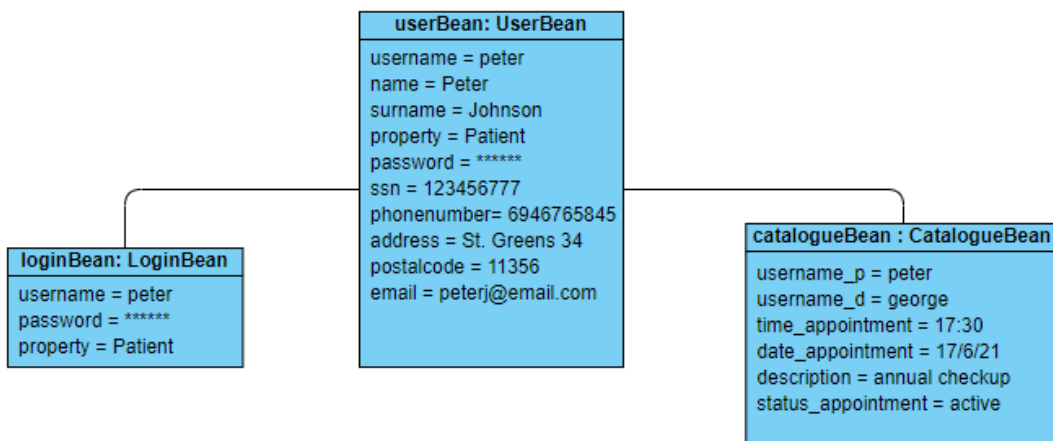 userBean: UserBean
username = peter
name = Peter
surname = Johnson
property = Patient
password = ******
ssn = 123456777
phonenumber= 6946765845
address = St. Greens 34
postalcode = 11356
email = peterj@email.com
loginBean: LoginBean
username = peter
password = ******
property = Patient
catalogueBean : CatalogueBean
username_p = peter
username_d = george
time_appointment = 17:30
date_appointment = 17/6/21
description = annual checkup
status_appointment = active